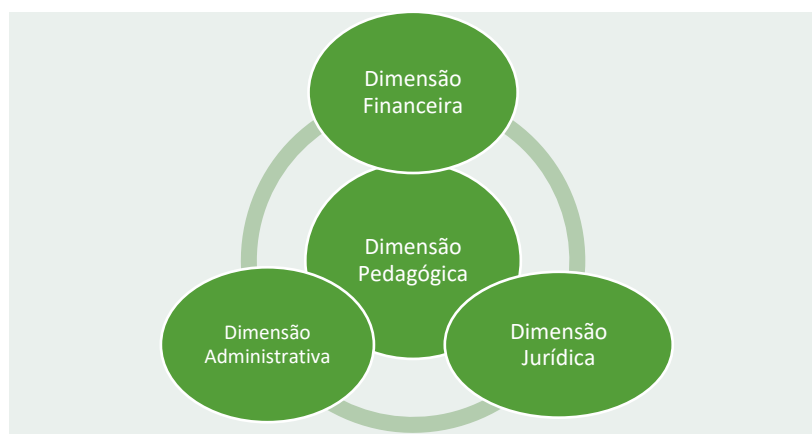 Dimensão
Financeira
Dimensão
Pedagógica
Dimensão
Administrativa
Dimensão
Jurídica